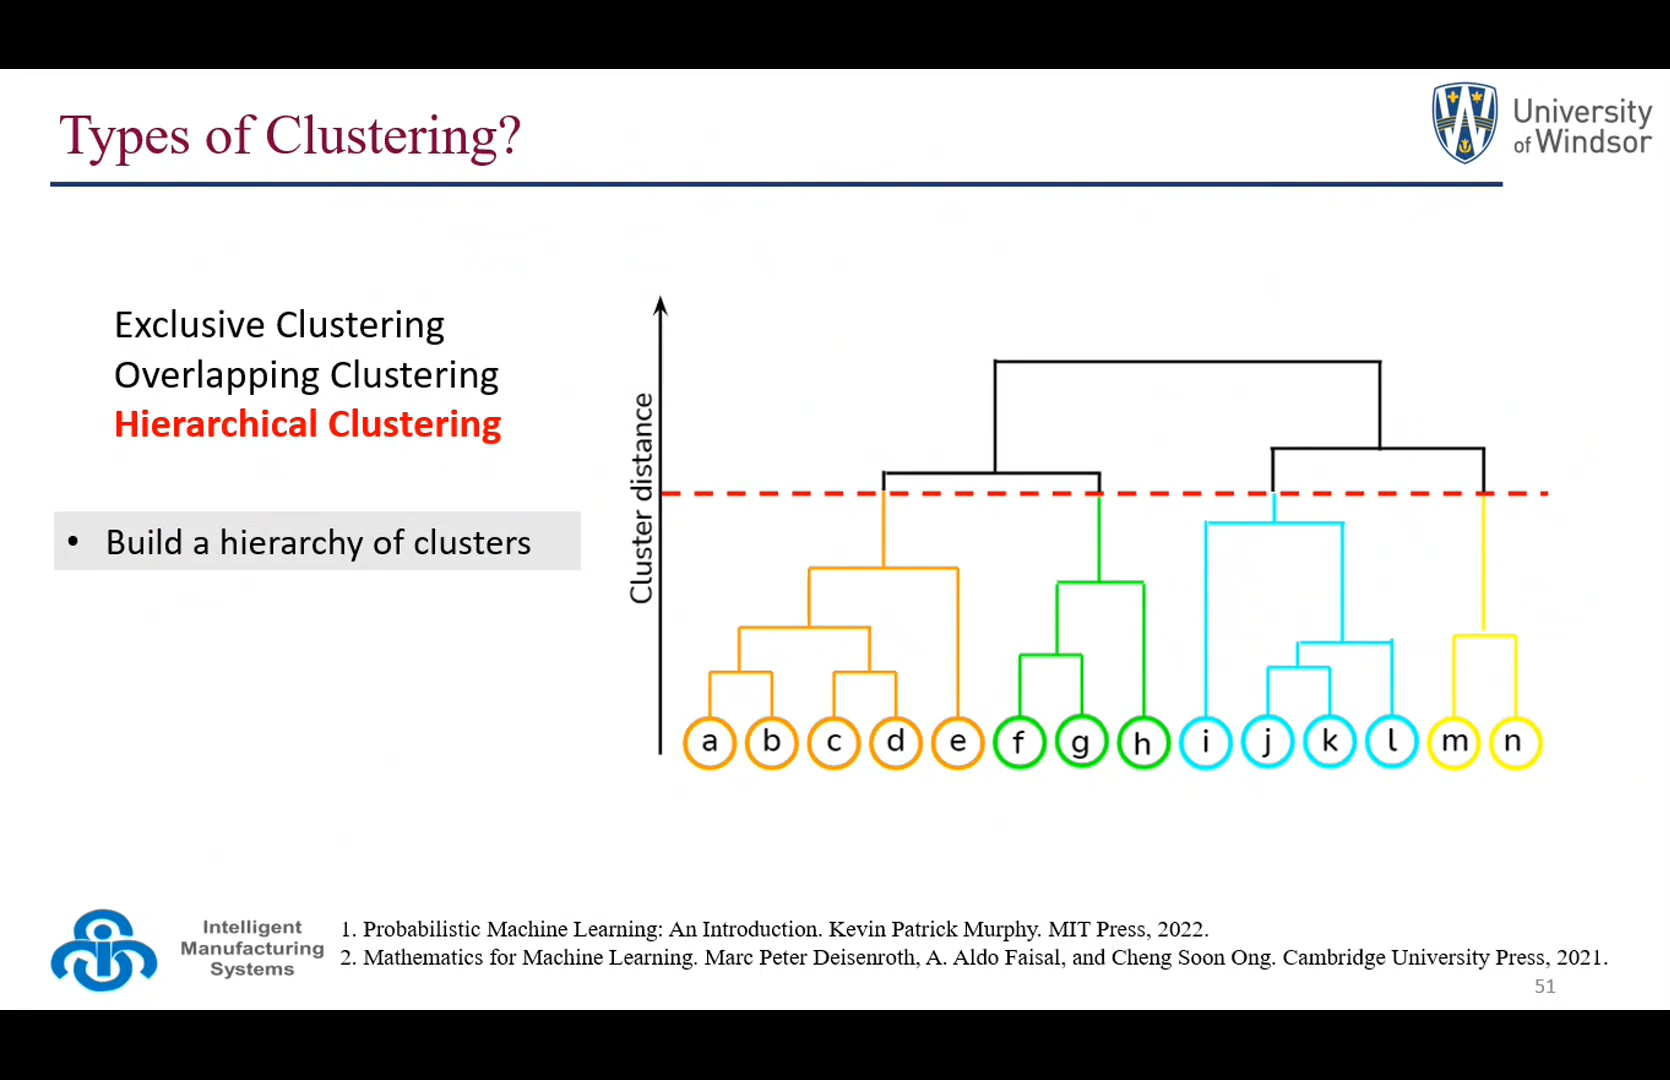 Types of Clustering?
University
of Windsor
Exclusive Clustering
Overlapping Clustering
Hierarchical Clustering
• Build a hierarchy of clusters
Cluster distance
a b c d e f g h i j k l m n
Intelligent
Manufacturing
Systems
1. Probabilistic Machine Learning: An Introduction. Kevin Patrick Murphy. MIT Press, 2022.
2. Mathematics for Machine Learning. Marc Peter Deisenroth, A. Aldo Faisal, and Cheng Soon Ong. Cambridge University Press, 2021.
51